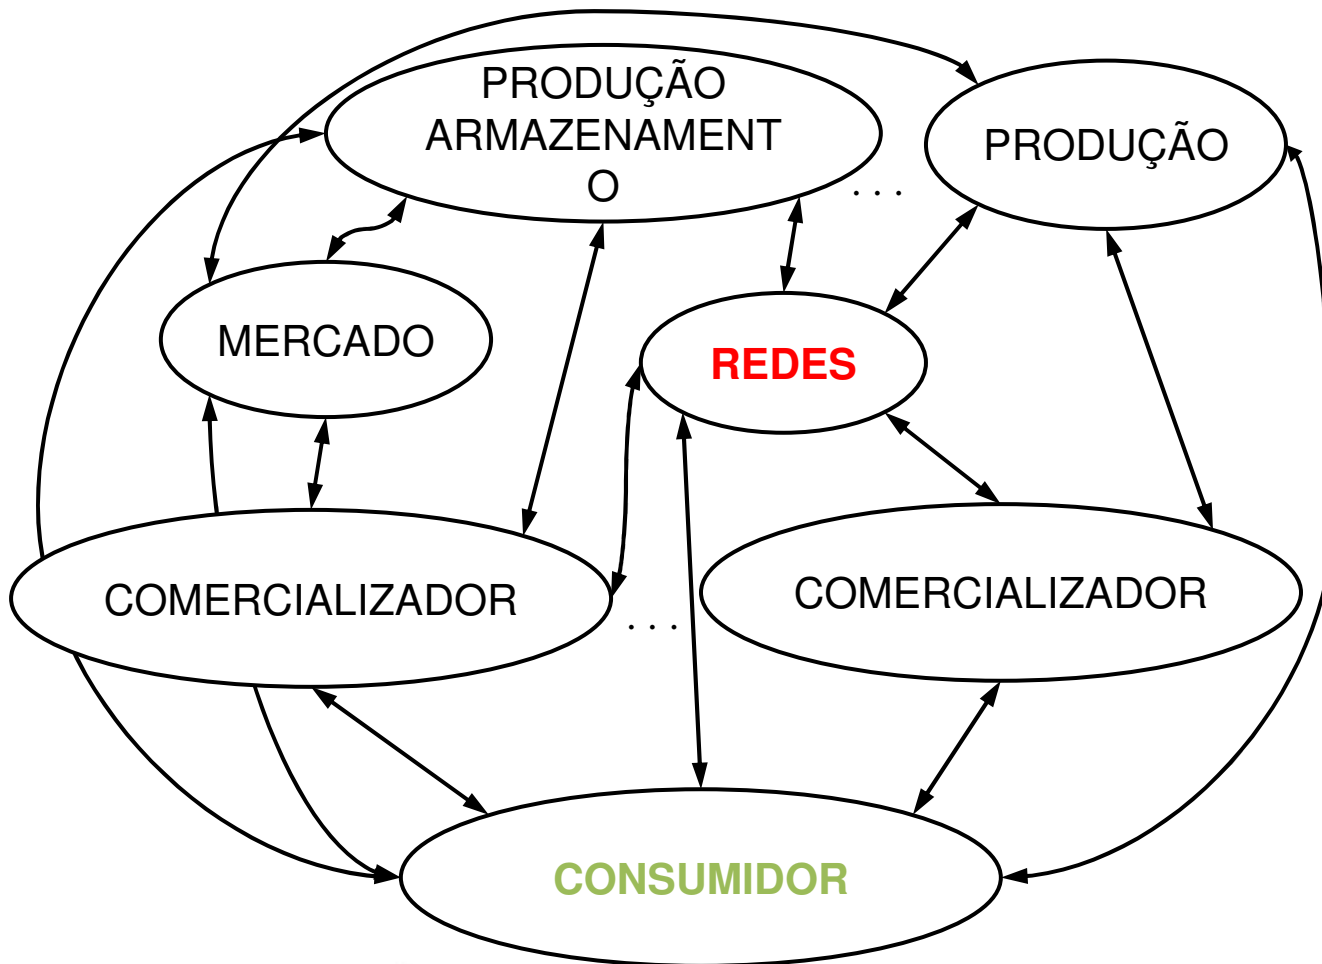 PRODUÇÃO
ARMAZENAMENT
O
PRODUÇÃO
. . .
MERCADO
REDES
COMERCIALIZADOR
. . .
COMERCIALIZADOR
CONSUMIDOR